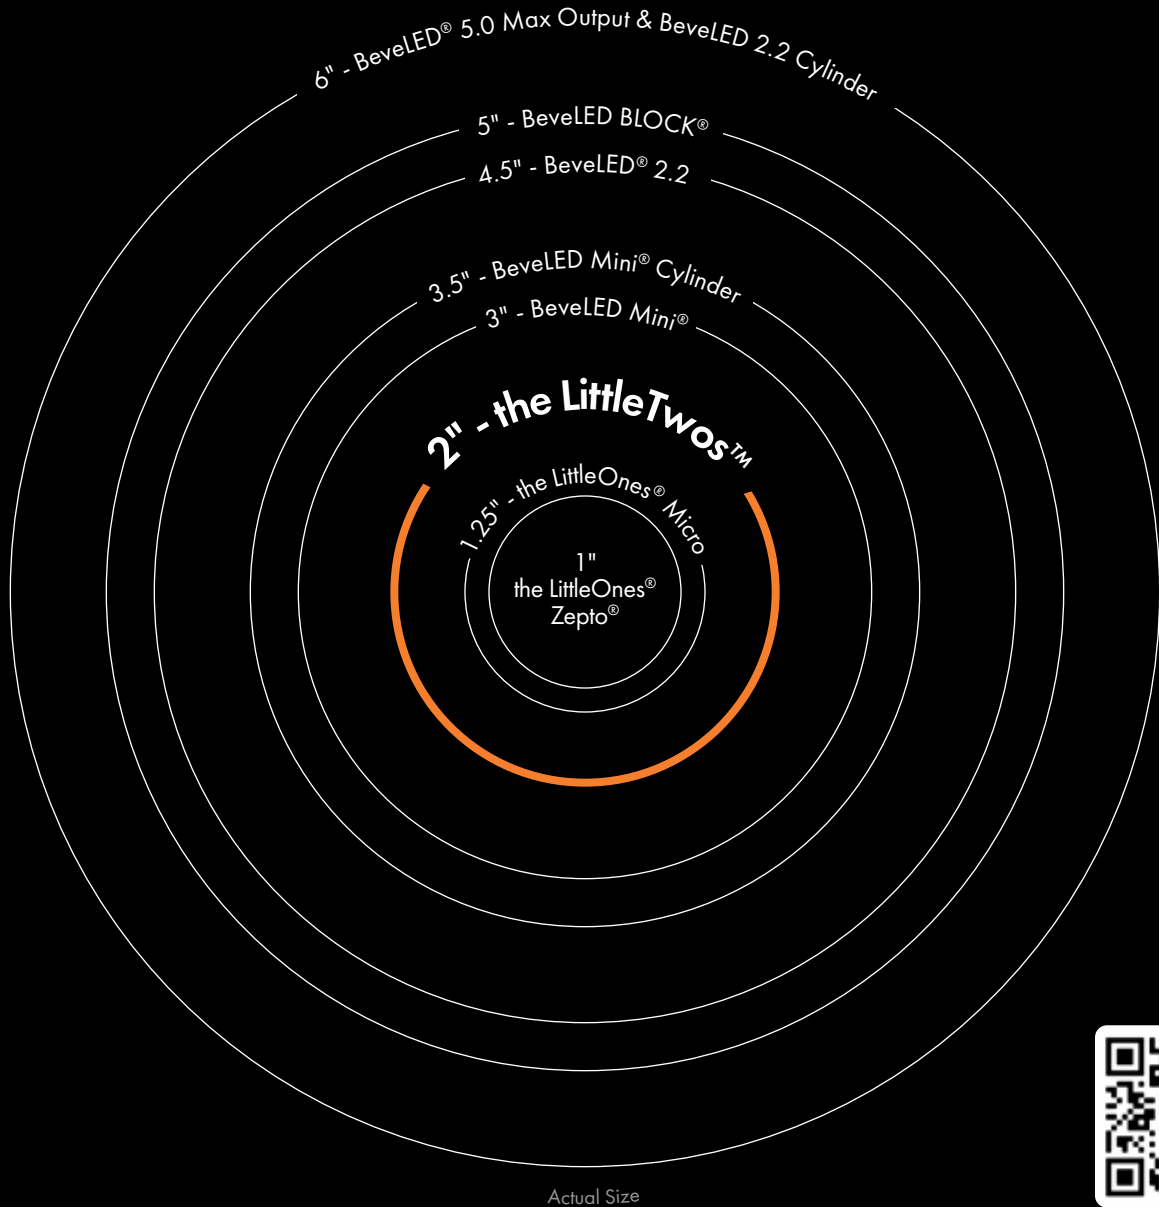 6" - BeveLED® 5.0 Max Output & BeveLED 2.2 Cylinder
5" - BeveLED BLOCK®
4.5" - BeveLED® 2.2
3.5" - BeveLED Mini® Cylinder
3" - BeveLED Mini®
2" - the LittleTwos™
1.25" - the LittleOnes® Micro
1"
the LittleOnes®
Zepto®
Actual Size